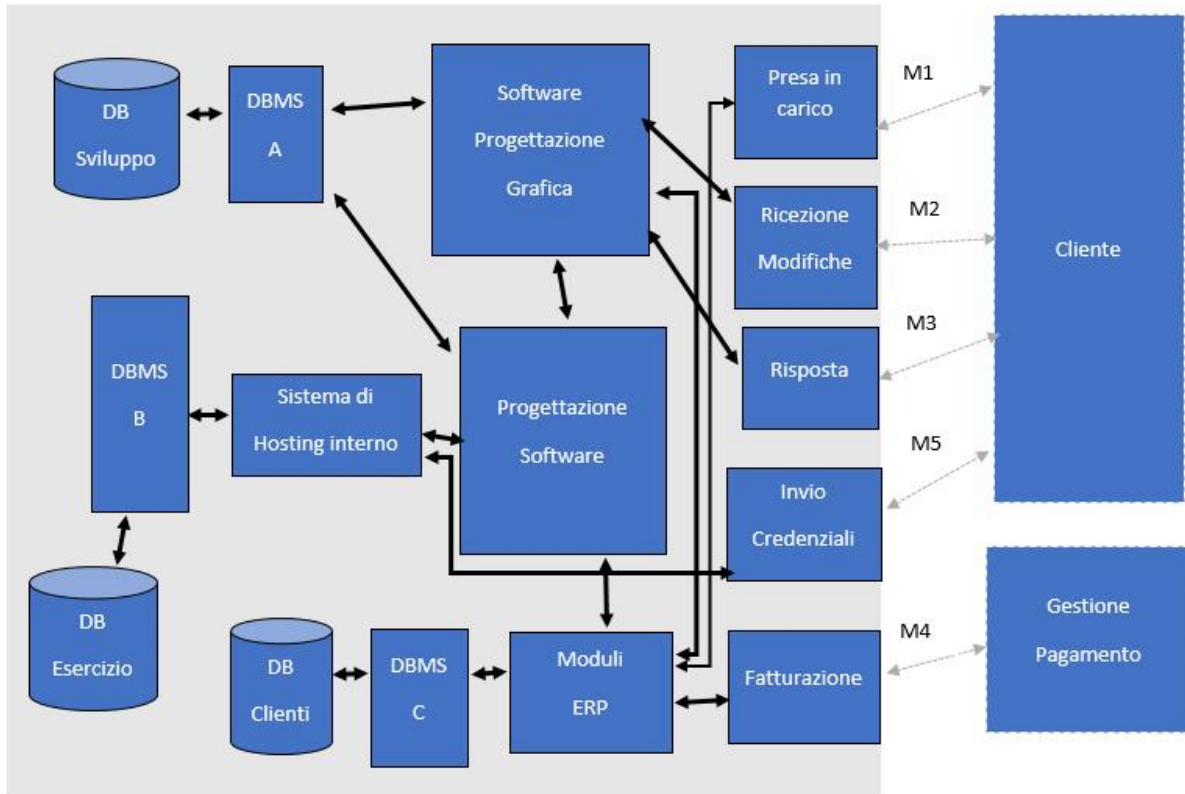 DB
Sviluppo
DBMS
A
Software
Progettazione
Grafica
Presa in
carico
M1
Ricezione
Modifiche
M2
Cliente
Risposta
M3
DBMS
B
Sistema di
Hosting interno
Progettazione
Software
M5
Invio
Credenziali
DB
Esercizio
DB
Clienti
DBMS
C
Moduli
ERP
Fatturazione
M4
Gestione
Pagamento